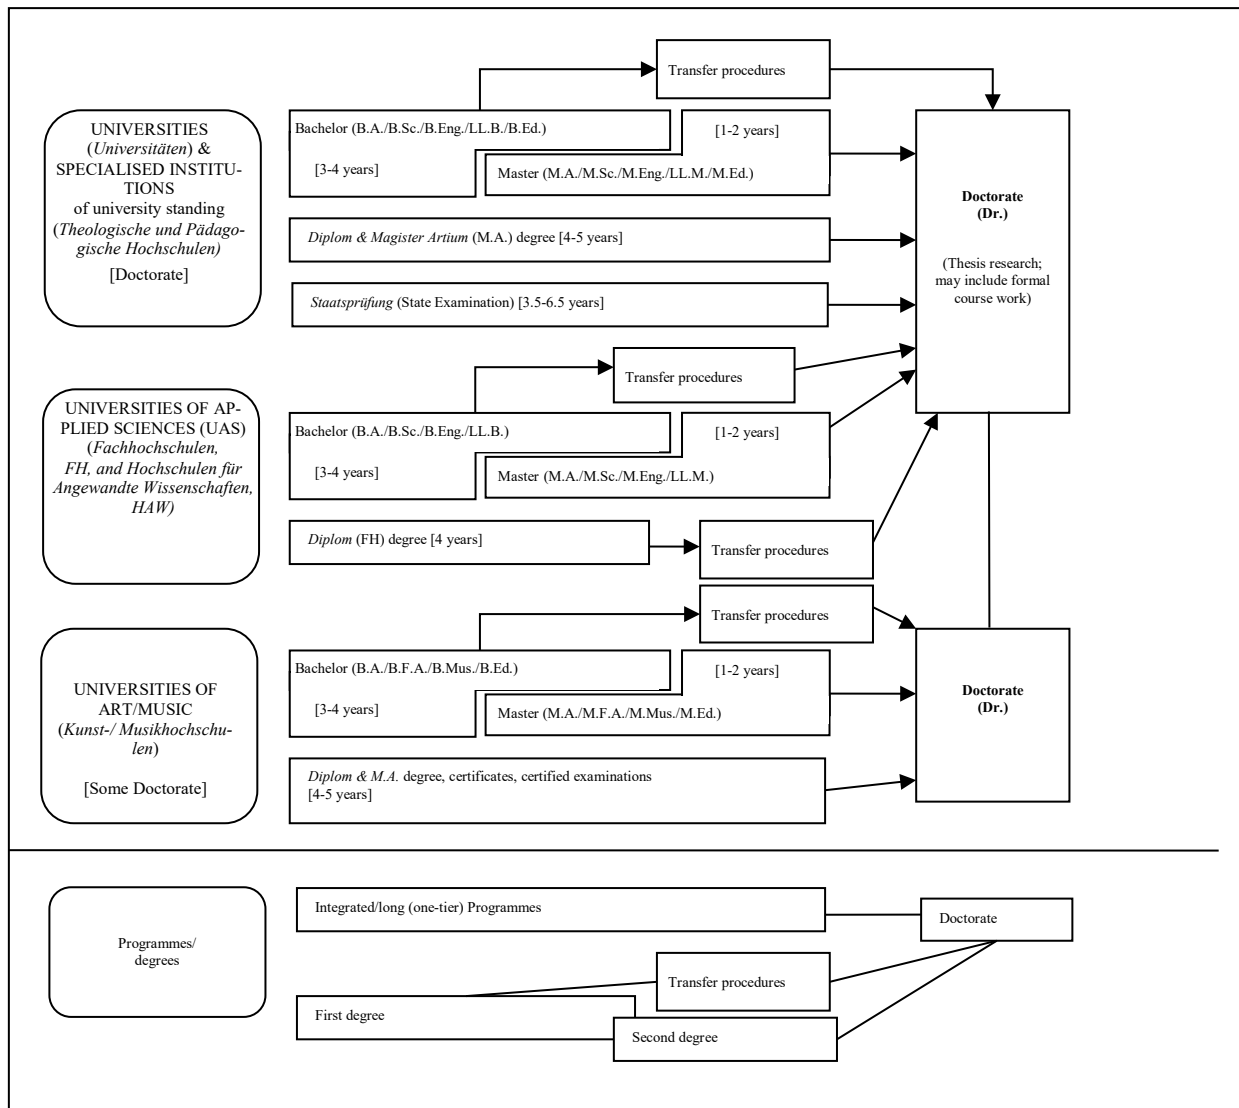 Transfer procedures
UNIVERSITIES
(Universitäten) &
SPECIALISED INSTITU-
TIONS
of university standing
(Theologische und Pädago-
gische Hochschulen)
[Doctorate]
Bachelor (B.A./B.Sc./B.Eng./LL.B./B.Ed.)
[1-2 years]
[3-4 years]
Master (M.A./M.Sc./M.Eng./LL.M./M.Ed.)
Diplom & Magister Artium (M.A.) degree [4-5 years]
Staatsprüfung (State Examination) [3.5-6.5 years]
Doctorate
(Dr.)
(Thesis research;
may include formal
course work)
Transfer procedures
UNIVERSITIES OF AP-
PLIED SCIENCES (UAS)
(Fachhochschulen,
FH, and Hochschulen für
Angewandte Wissenschaften,
HAW)
Bachelor (B.A./B.Sc./B.Eng./LL.B.)
[1-2 years]
[3-4 years]
Master (M.A./M.Sc./M.Eng./LL.M.)
Diplom (FH) degree [4 years]
Transfer procedures
Transfer procedures
UNIVERSITIES OF
ART/MUSIC
(Kunst-/ Musikhochschu-
len)
[Some Doctorate]
Bachelor (B.A./B.F.A./B.Mus./B.Ed.)
[1-2 years]
[3-4 years]
Master (M.A./M.F.A./M.Mus./M.Ed.)
Diplom & M.A. degree, certificates, certified examinations
[4-5 years]
Doctorate
(Dr.)
Programmes/
degrees
Integrated/long (one-tier) Programmes
Doctorate
Transfer procedures
First degree
Second degree